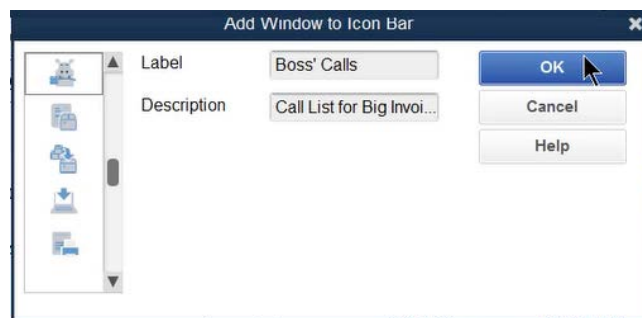 Add Window to Icon Bar
Label
Boss' Calls
OK
Description
Call List for Big Invoi...
Cancel
Help